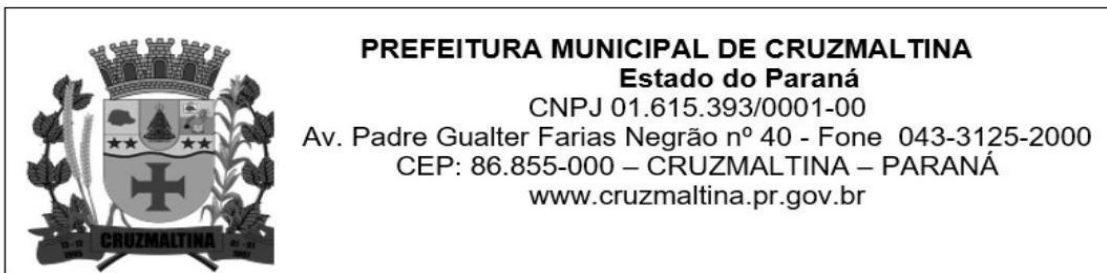 PREFEITURA MUNICIPAL DE CRUZMALTINA
Estado do Paraná
CNPJ 01.615.393/0001-00
Av. Padre Gualter Farias Negrão nº 40 - Fone 043-3125-2000
CEP: 86.855-000 – CRUZMALTINA – PARANÁ
www.cruzmaltina.pr.gov.br
CRUZMALTINA